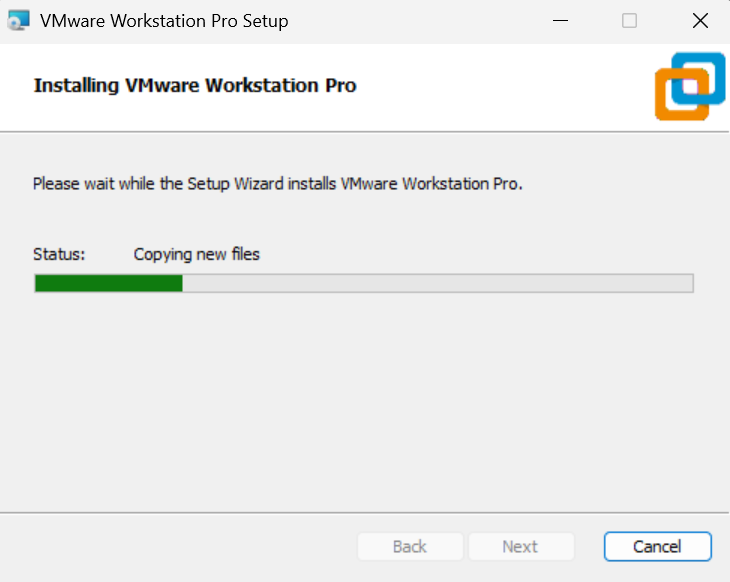 VMware Workstation Pro Setup
Installing VMware Workstation Pro
Please wait while the Setup Wizard installs VMware Workstation Pro.
Status: Copying new files
Back Next Cancel